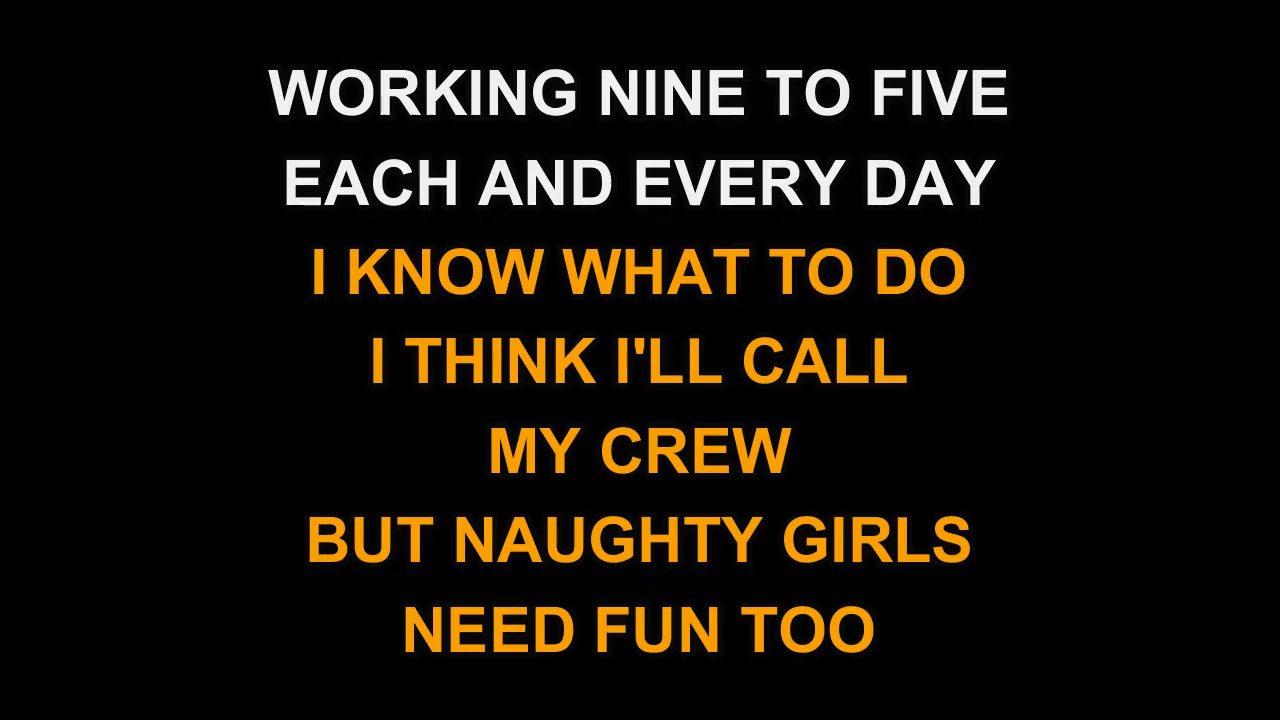 WORKING NINE TO FIVE
EACH AND EVERY DAY
I KNOW WHAT TO DO
I THINK I'LL CALL
MY CREW
BUT NAUGHTY GIRLS
NEED FUN TOO